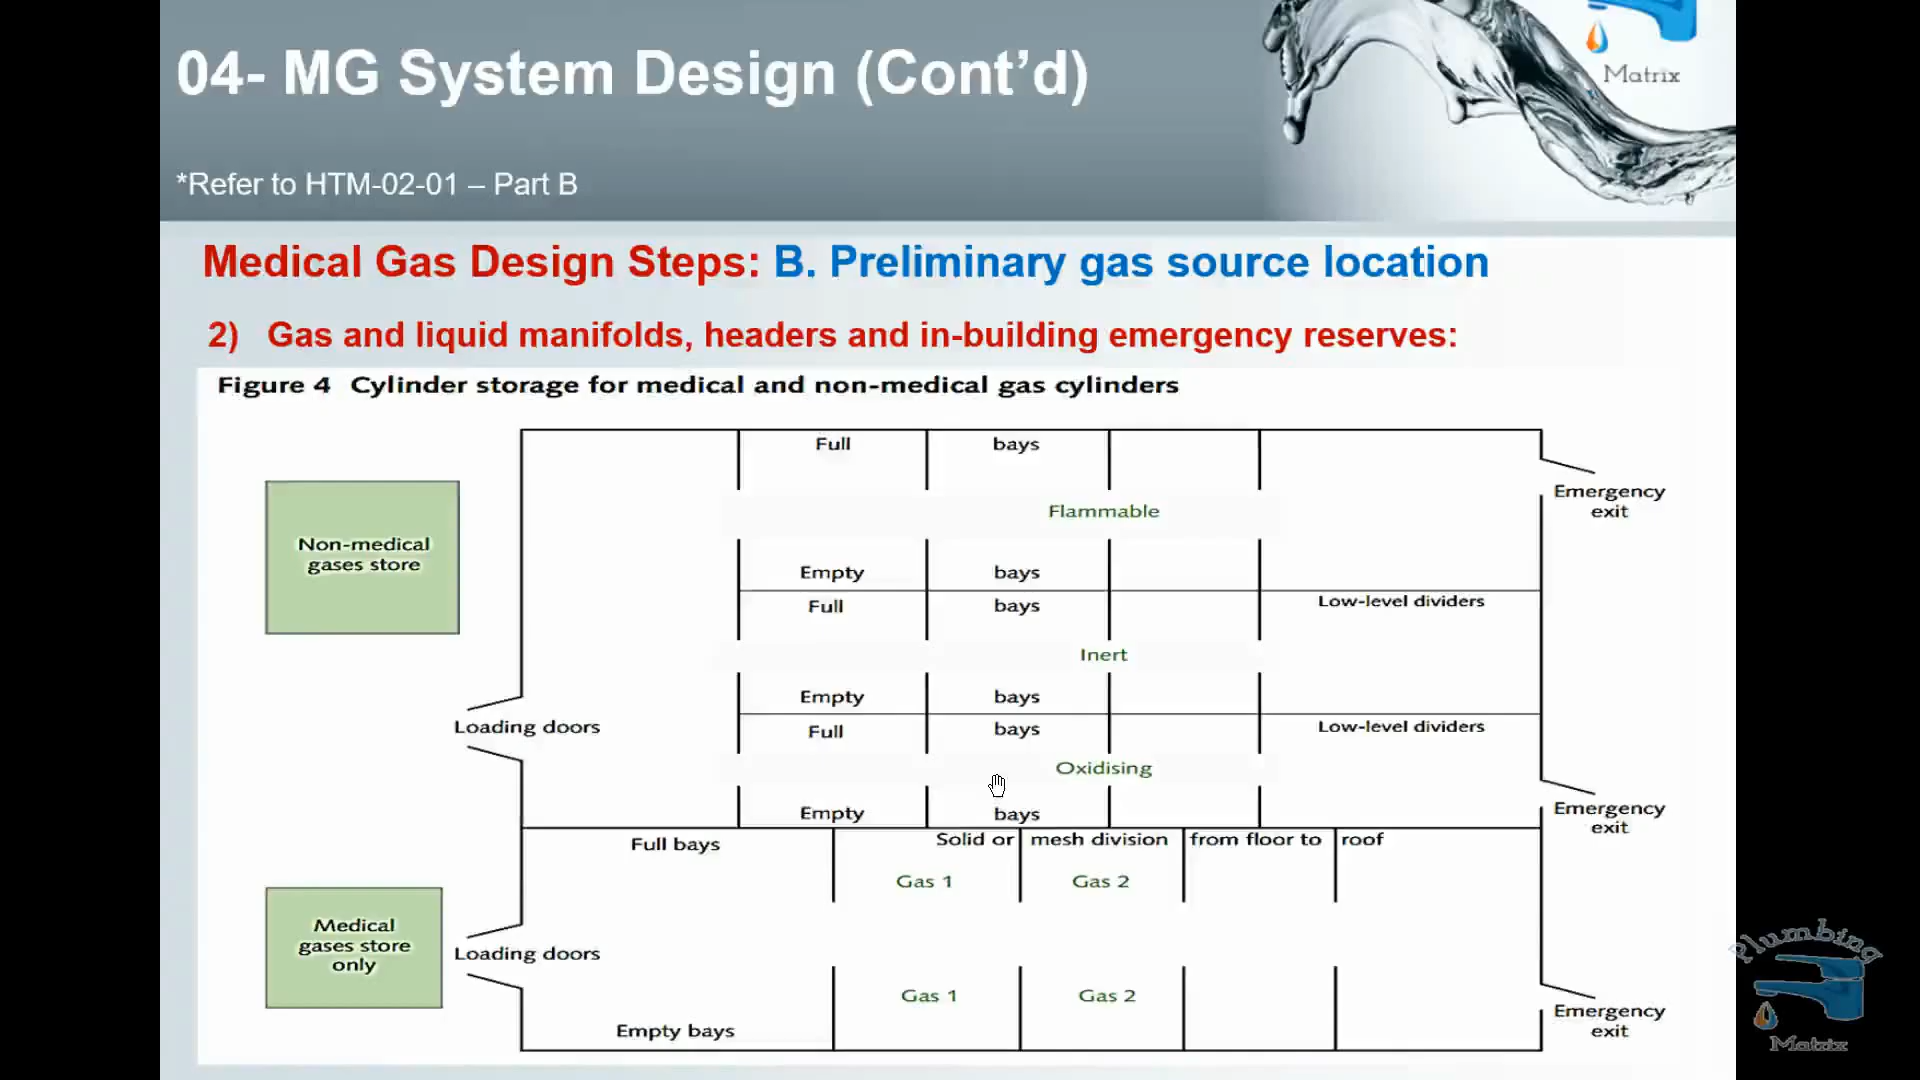 04- MG System Design (Cont’d)
Matrix
*Refer to HTM-02-01 – Part B
Medical Gas Design Steps: B. Preliminary gas source location
2) Gas and liquid manifolds, headers and in-building emergency reserves:
Figure 4 Cylinder storage for medical and non-medical gas cylinders
Full bays
Emergency
exit
Flammable
Non-medical
gases store
Empty bays
Full bays Low-level dividers
Inert
Empty bays
Loading doors
Full bays Low-level dividers
Oxidising
Empty bays
Emergency
exit
Full bays Solid or mesh division from floor to roof
Gas 1 Gas 2
Medical
gases store
only
Loading doors
Gas 1 Gas 2
Empty bays
Emergency
exit
Plumbing
Matrix